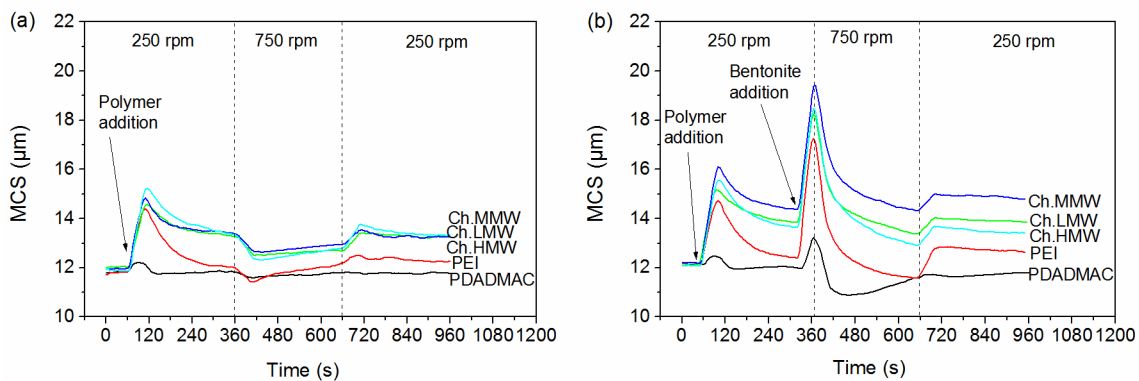 (a)
22
20
18
16
14
12
10
MCS (µm)
250 rpm
750 rpm
250 rpm
Polymer
addition
Ch.MMW
Ch.LMW
Ch.HMW
PEI
PDADMAC
0 120 240 360 480 600 720 840 960 1080 1200
Time (s)
(b)
22
20
18
16
14
12
10
MCS (µm)
250 rpm
750 rpm
250 rpm
Bentonite
addition
Polymer
addition
Ch.MMW
Ch.LMW
Ch.HMW
PEI
PDADMAC
0 120 240 360 480 600 720 840 960 1080 1200
Time (s)